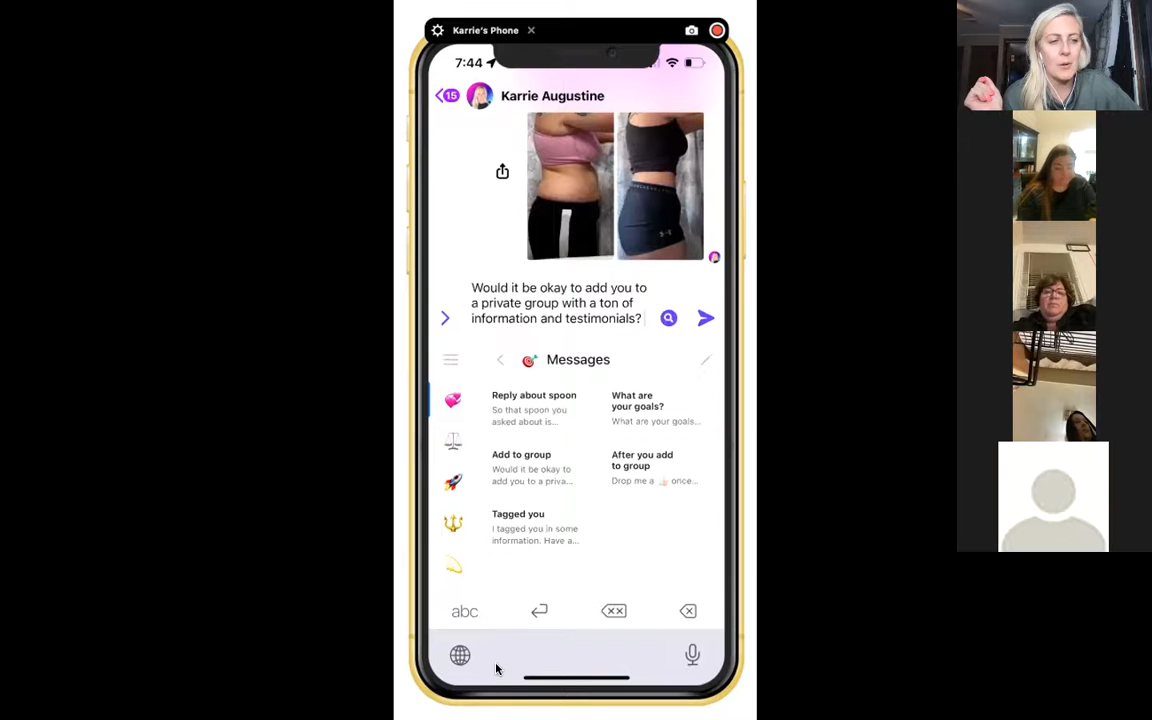 Karrie's Phone
7:44
15
Karrie Augustine
Would it be okay to add you to
a private group with a ton of
information and testimonials?
Messages
Reply about spoon
So that spoon you
asked about is...
What are
your goals?
What are your goals...
Add to group
Would it be okay to
add you to a priva...
After you add
to group
Drop me a once...
Tagged you
I tagged you in some
information. Have a...
abc